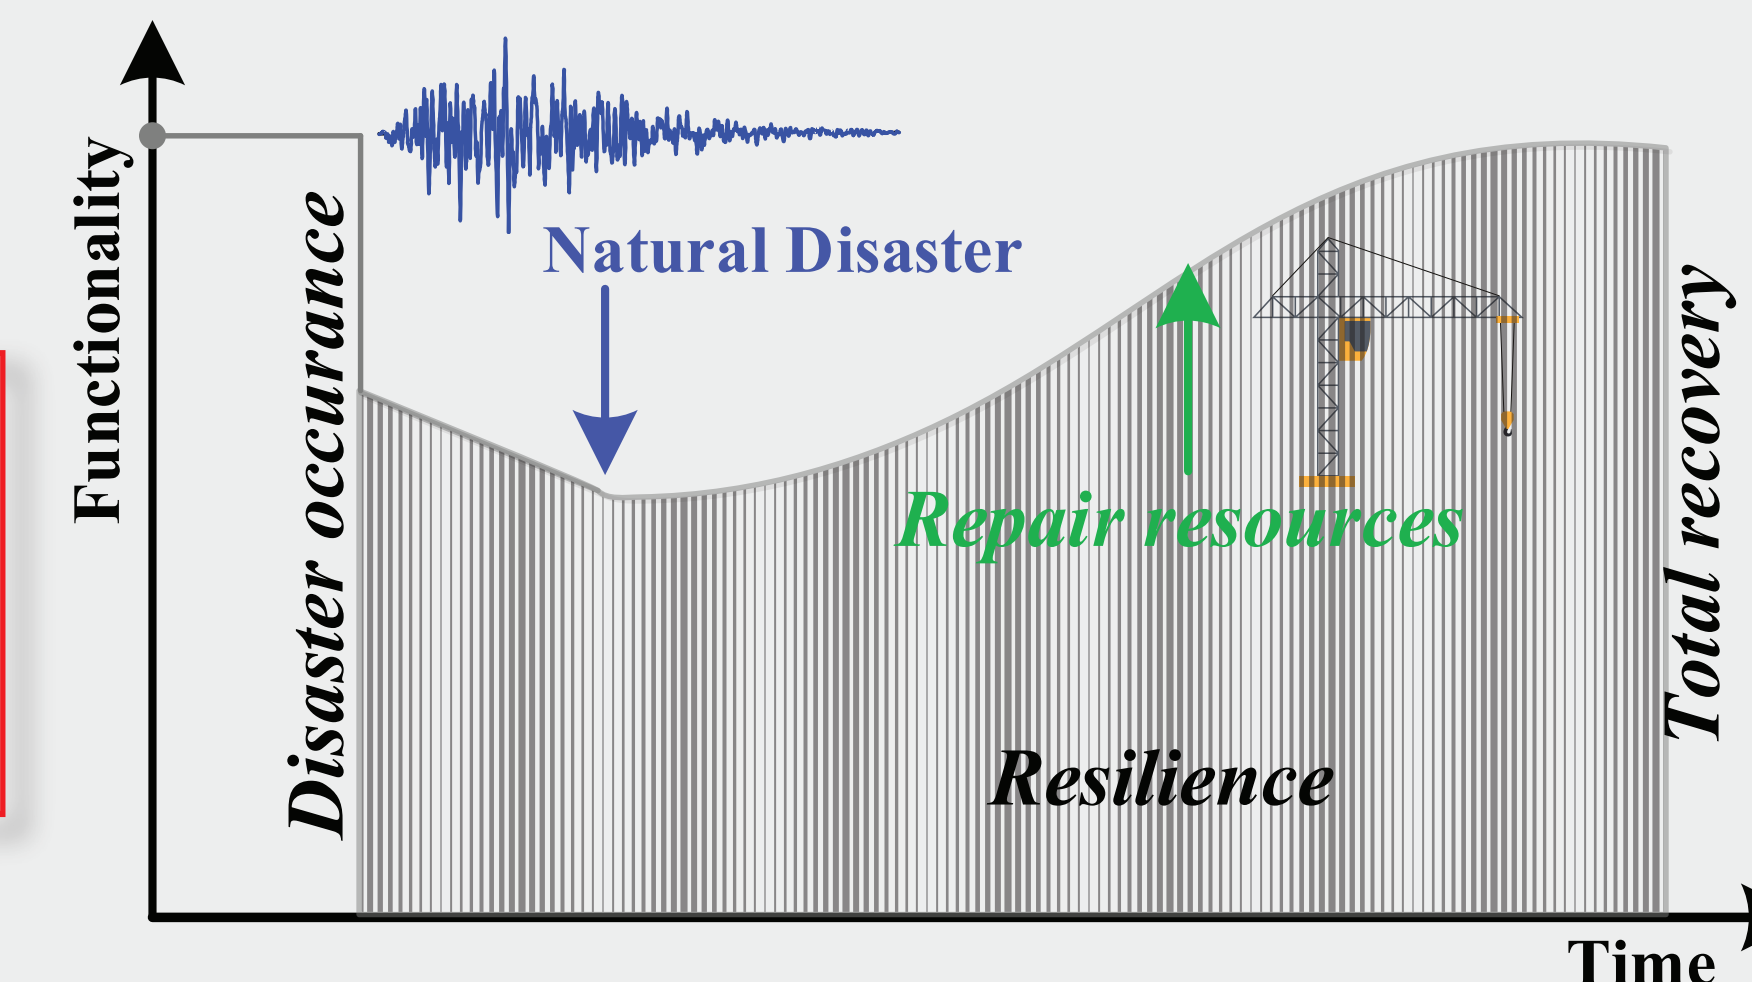 Functionality
Disaster occurance
Natural Disaster
Repair resources
Resilience
Total recovery
Time